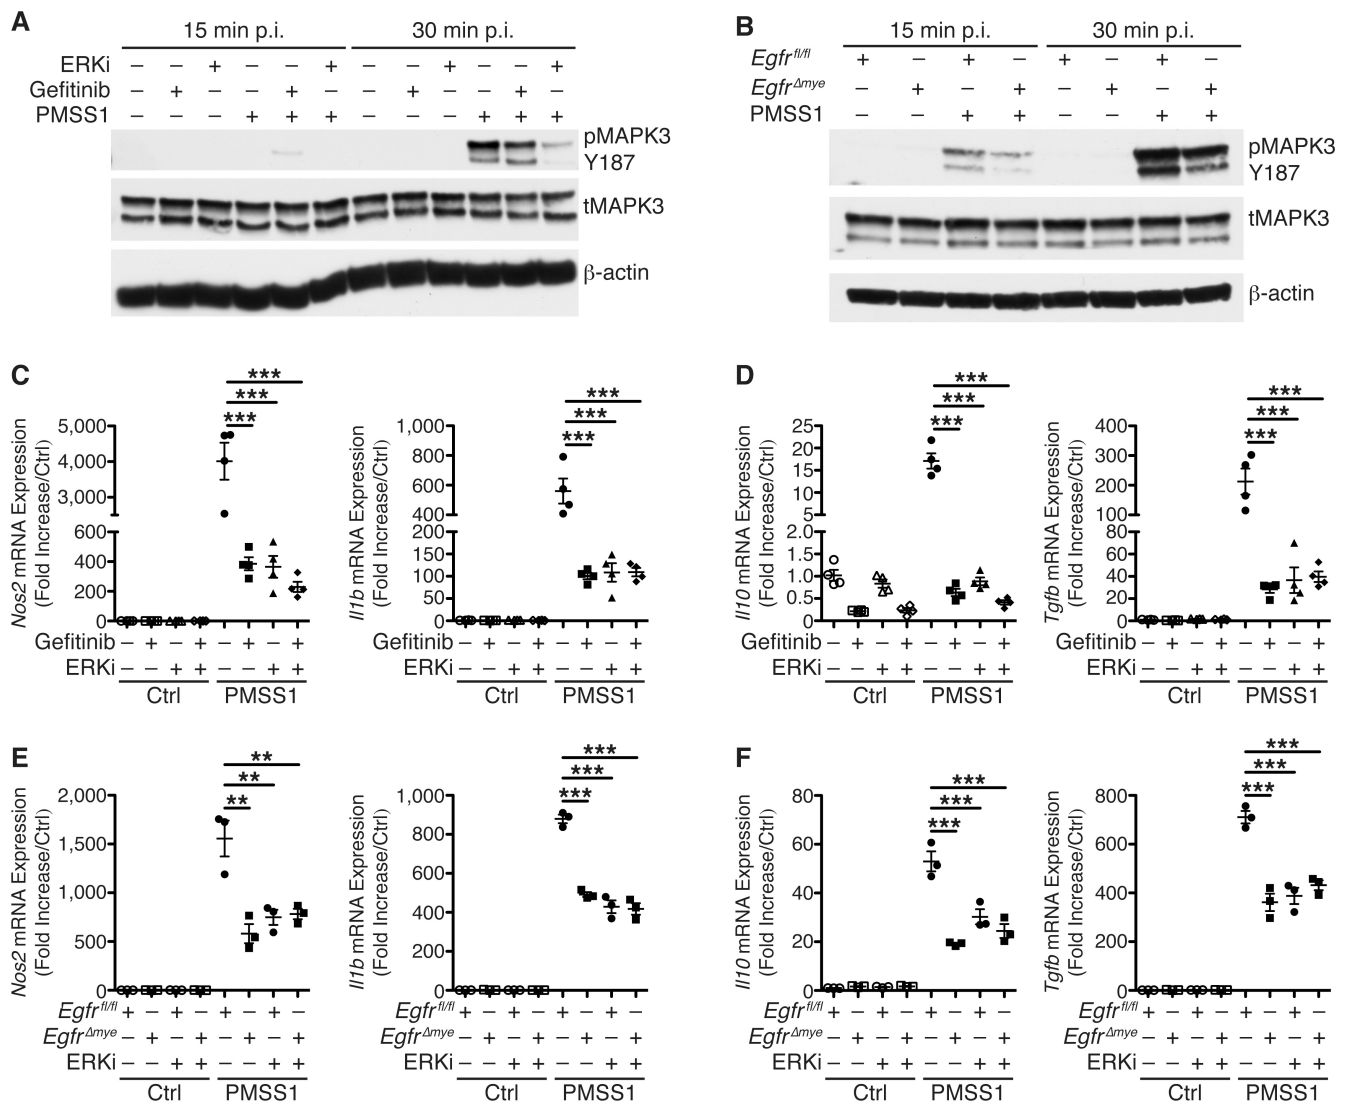 A
15 min p.i. 30 min p.i.
ERKi – – + – – + – – + – – +
Gefitinib – + – – + – – + – – + –
PMSS1 – – – + + + – – – + + +
pMAPK3
Y187
tMAPK3
β-actin
B
15 min p.i. 30 min p.i.
Egfr fl/fl + – + – + – + –
Egfr Δmye – + – + – + – +
PMSS1 – – + + – – + +
pMAPK3
Y187
tMAPK3
β-actin
C
Nos2 mRNA Expression
(Fold Increase/Ctrl)
5,000
4,000
3,000
600
400
200
0
***
***
***
Gefitinib – + – + – + – +
ERKi – – + + – – + +
Ctrl PMSS1
Il1b mRNA Expression
(Fold Increase/Ctrl)
1,000
800
600
400
200
150
100
50
0
***
***
***
– + – + – + – +
– – + + – – + +
Ctrl PMSS1
D
Il10 mRNA Expression
(Fold Increase/Ctrl)
25
20
15
10
5
2.0
1.5
1.0
0.5
0
***
***
***
Gefitinib – + – + – + – +
ERKi – – + + – – + +
Ctrl PMSS1
Tgfb mRNA Expression
(Fold Increase/Ctrl)
400
300
200
100
80
60
40
20
0
***
***
***
– + – + – + – +
– – + + – – + +
Ctrl PMSS1
E
Nos2 mRNA Expression
(Fold Increase/Ctrl)
2,000
1,500
1,000
500
0
**
**
**
Egfr fl/fl + – + – + – + –
Egfr Δmye – + – + – + – +
ERKi – – + + – – + +
Ctrl PMSS1
Il1b mRNA Expression
(Fold Increase/Ctrl)
1,000
800
600
400
200
0
***
***
***
Egfr fl/fl + – + – + – + –
Egfr Δmye – + – + – + – +
ERKi – – + + – – + +
Ctrl PMSS1
F
Il10 mRNA Expression
(Fold Increase/Ctrl)
80
60
40
20
0
***
***
***
Egfr fl/fl + – + – + – + –
Egfr Δmye – + – + – + – +
ERKi – – + + – – + +
Ctrl PMSS1
Tgfb mRNA Expression
(Fold Increase/Ctrl)
800
600
400
200
0
***
***
***
Egfr fl/fl + – + – + – + –
Egfr Δmye – + – + – + – +
ERKi – – + + – – + +
Ctrl PMSS1